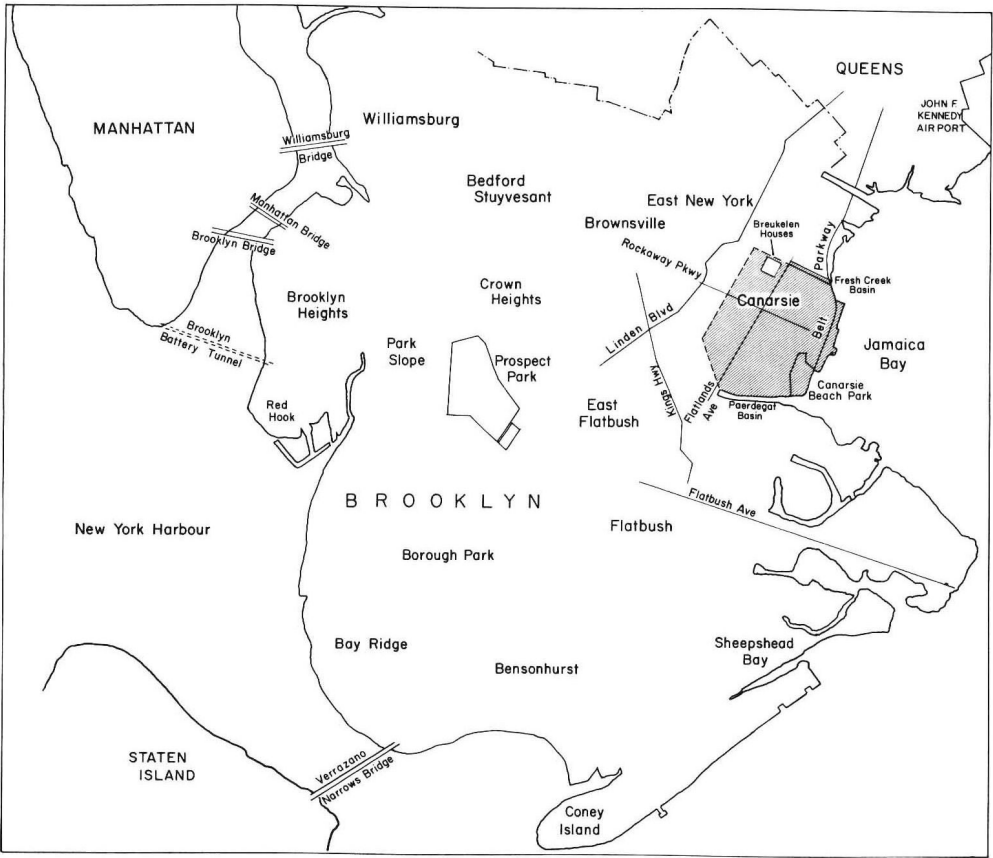 QUEENS
JOHN F
KENNEDY
AIRPORT
MANHATTAN
Williamsburg
Williamsburg
Bridge
Bedford
Stuyvesant
East New York
Manhattan Bridge
Brooklyn Bridge
Brownsville
Breukelen
Houses
Parkway
Rockaway Pkwy
Fresh Creek
Basin
Brooklyn
Heights
Crown
Heights
Canarsie
Belt
Linden Blvd
Jamaica
Bay
Brooklyn
Battery Tunnel
Park
Slope
Prospect
Park
Kings Hwy
Flatlands
Ave
Canarsie
Beach Park
Paerdegat
Basin
Red
Hook
East
Flatbush
BROOKLYN
Flatbush Ave
New York Harbour
Flatbush
Borough Park
Bay Ridge
Sheepshead
Bay
Bensonhurst
STATEN
ISLAND
Verrazano
Narrows Bridge
Coney
Island